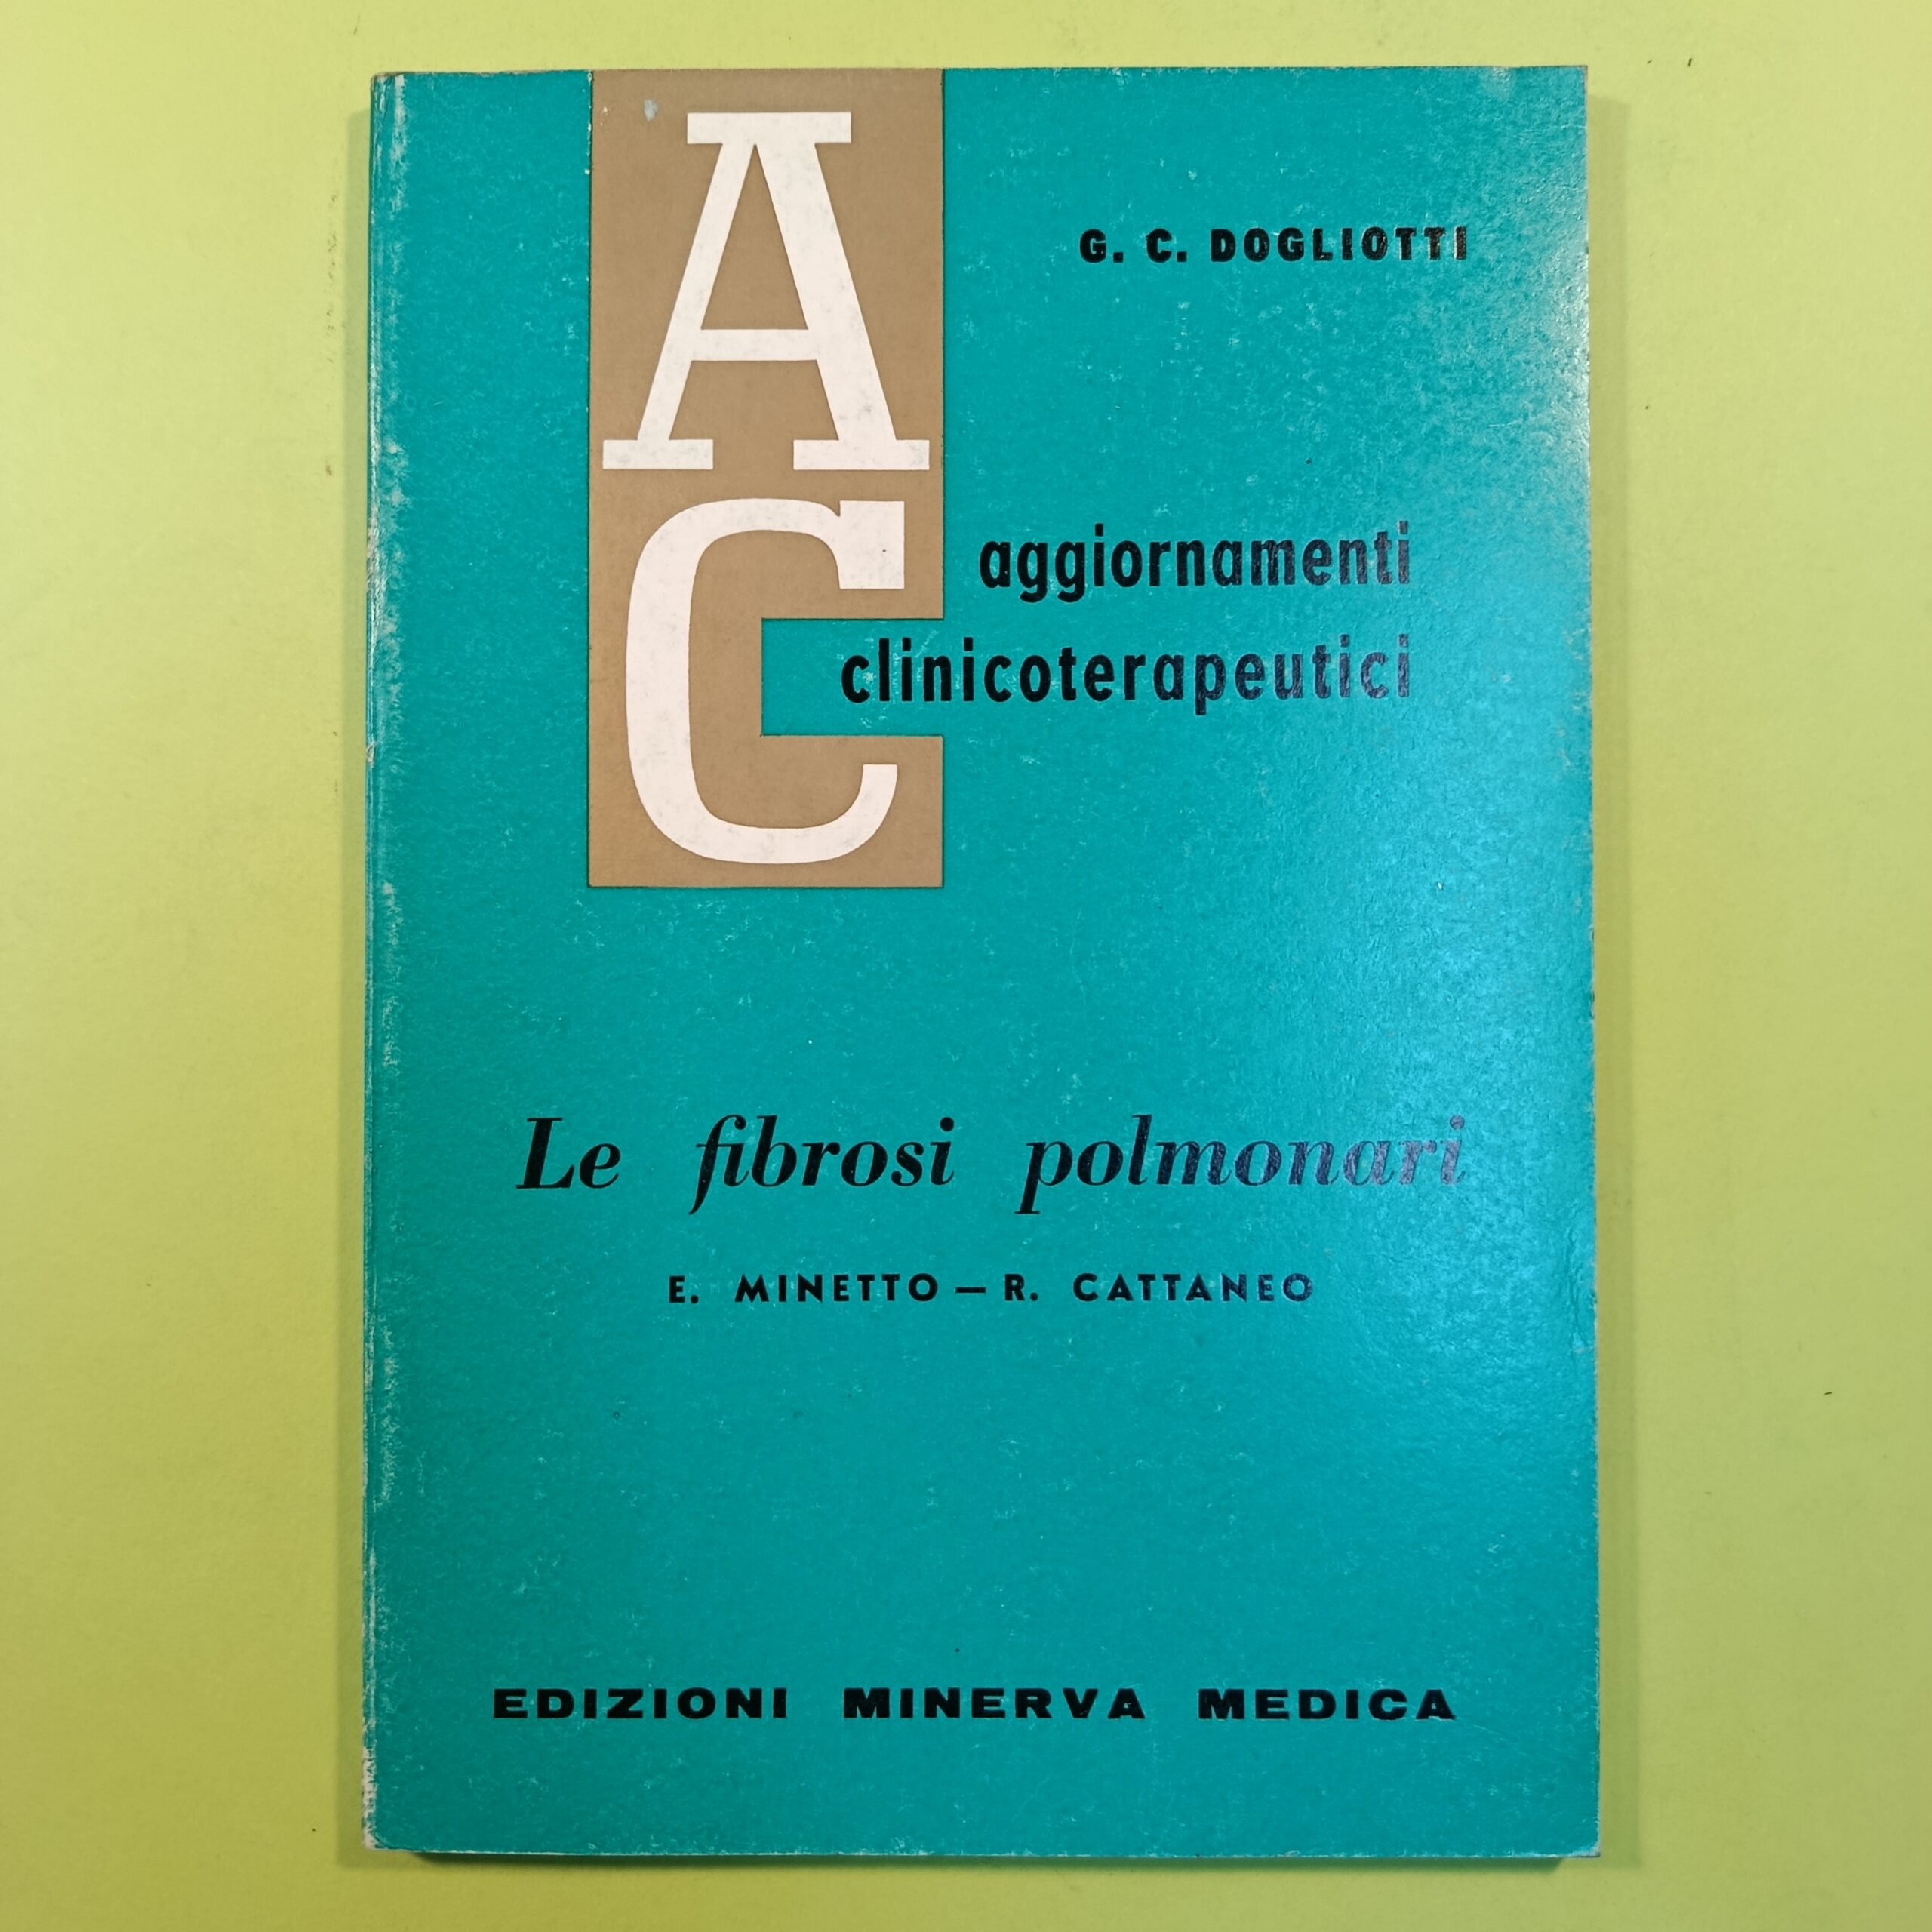 A
C
G. C. DOGLIOTTI
aggiornamenti
clinicoterapeutici
Le fibrosi polmonari
E. MINETTO — R. CATTANEO
EDIZIONI MINERVA MEDICA